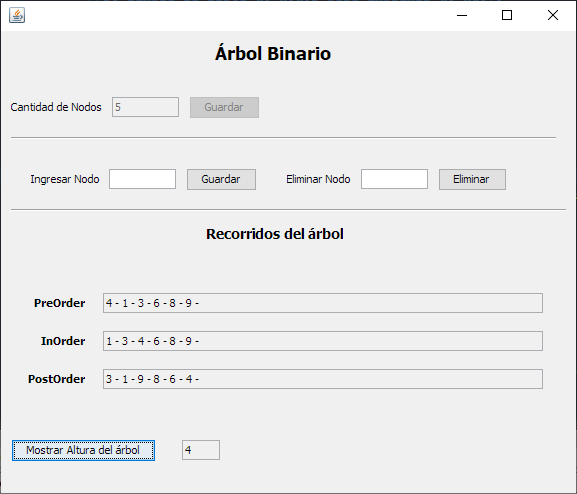 Árbol Binario
Cantidad de Nodos 5 Guardar
Ingresar Nodo Guardar Eliminar Nodo Eliminar
Recorridos del árbol
PreOrder 4 - 1 - 3 - 6 - 8 - 9 -
InOrder 1 - 3 - 4 - 6 - 8 - 9 -
PostOrder 3 - 1 - 9 - 8 - 6 - 4 -
Mostrar Altura del árbol 4